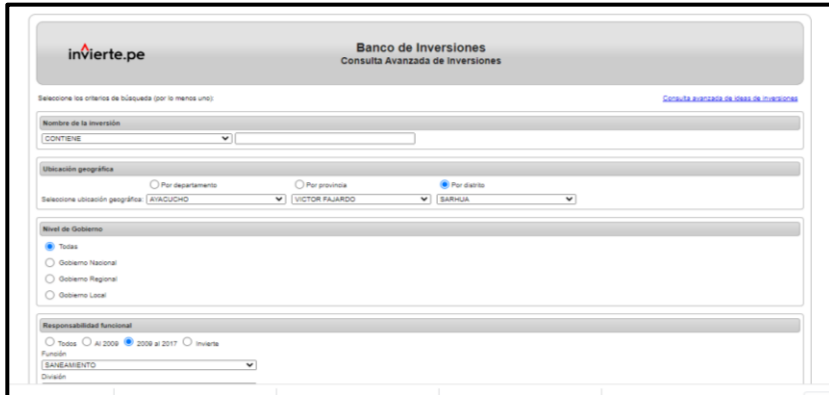 invierte.pe
Banco de Inversiones
Consulta Avanzada de Inversiones
Seleccione los criterios de búsqueda (por lo menos uno):
Consulta avanzada de ideas de inversiones
Nombre de la inversión
CONTIENE
Ubicación geográfica
Por departamento Por provincia Por distrito
Seleccione ubicación geográfica: AYACUCHO VICTOR FAJARDO SARHUA
Nivel de Gobierno
Todas
Gobierno Nacional
Gobierno Regional
Gobierno Local
Responsabilidad funcional
Todos Al 2009 2009 al 2017 Invierte
Función
SANEAMIENTO
División